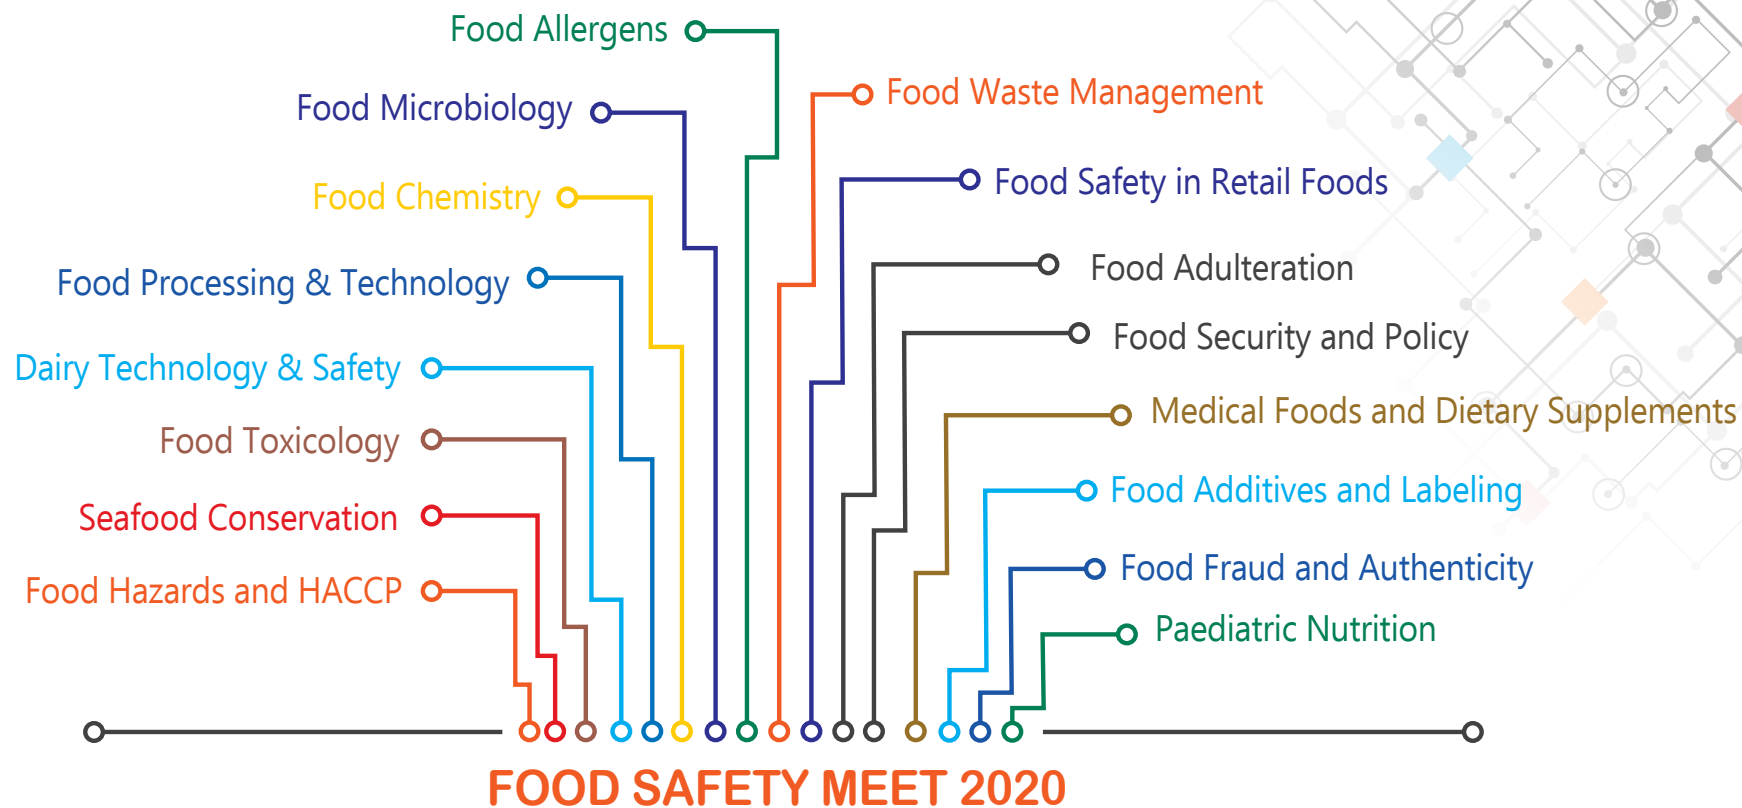 Food Allergens
Food Microbiology
Food Chemistry
Food Processing & Technology
Dairy Technology & Safety
Food Toxicology
Seafood Conservation
Food Hazards and HACCP
Food Waste Management
Food Safety in Retail Foods
Food Adulteration
Food Security and Policy
Medical Foods and Dietary Supplements
Food Additives and Labeling
Food Fraud and Authenticity
Paediatric Nutrition
FOOD SAFETY MEET 2020